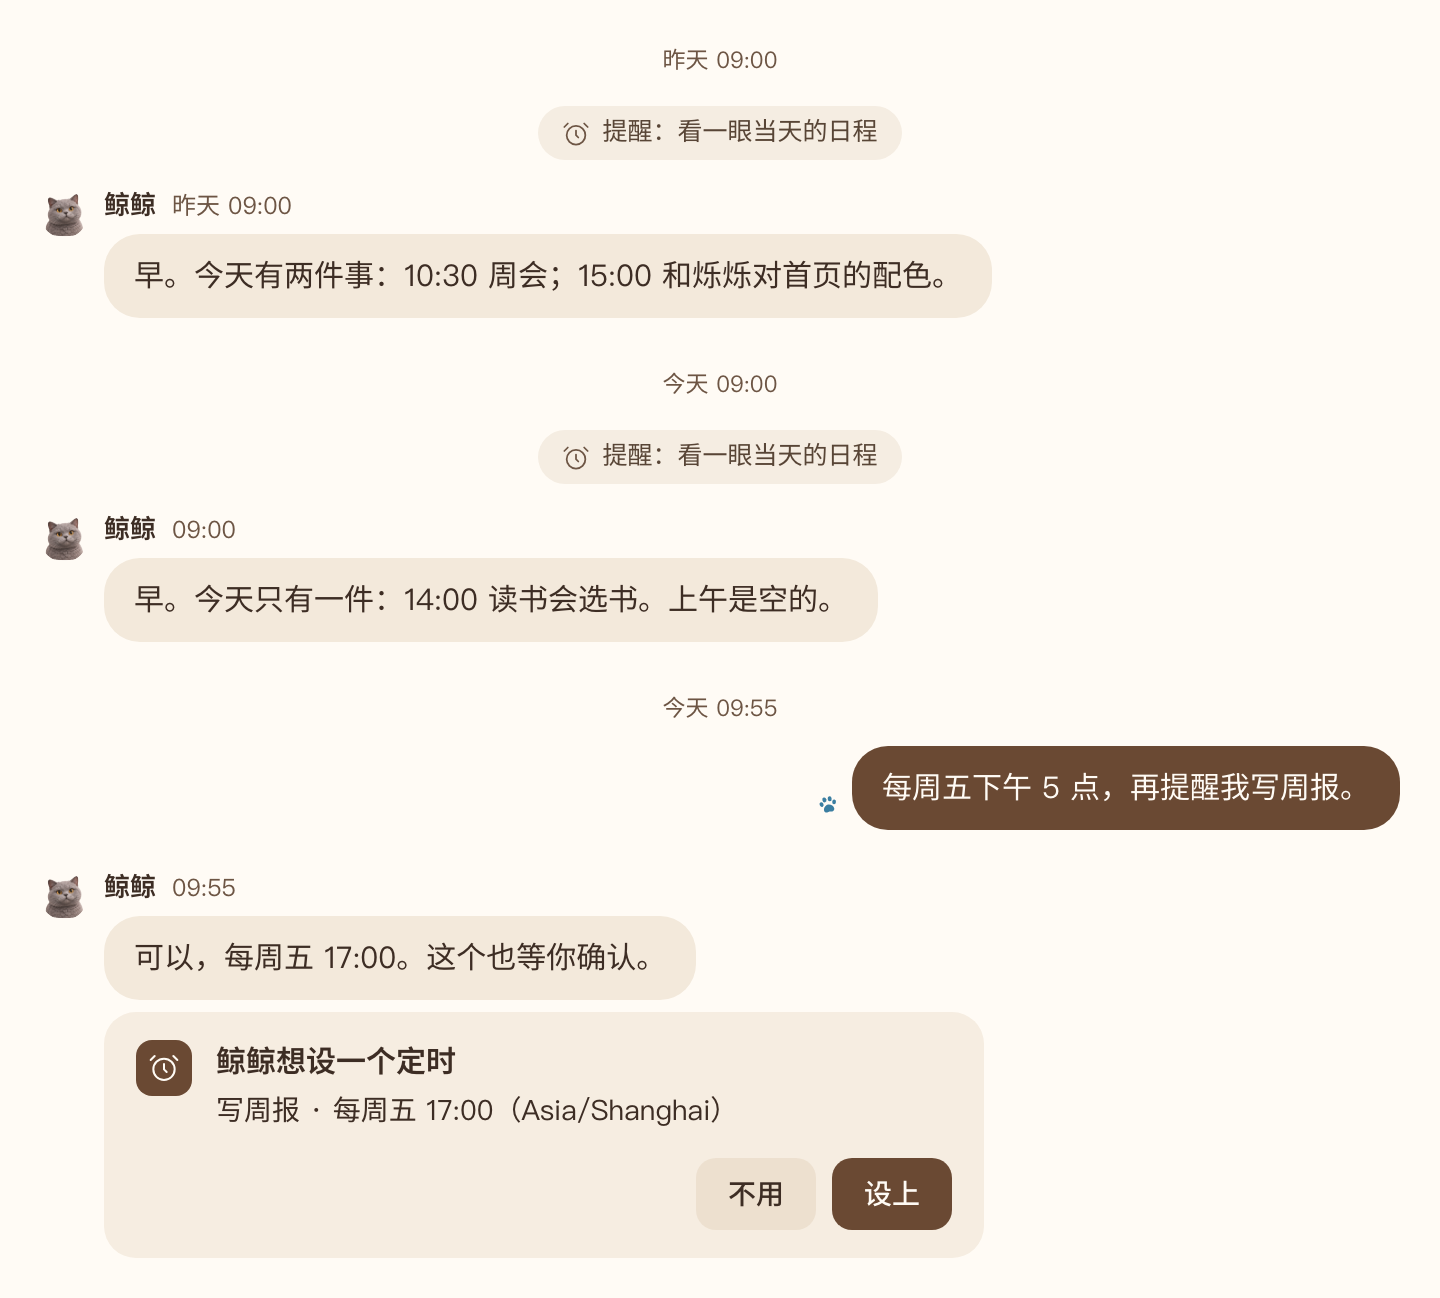 昨天 09:00
提醒：看一眼当天的日程
鲸鲸 昨天 09:00
早。今天有两件事：10:30 周会；15:00 和烁烁对首页的配色。
今天 09:00
提醒：看一眼当天的日程
鲸鲸 09:00
早。今天只有一件：14:00 读书会选书。上午是空的。
今天 09:55
每周五下午 5 点，再提醒我写周报。
鲸鲸 09:55
可以，每周五 17:00。这个也等你确认。
鲸鲸想设一个定时
写周报 · 每周五 17:00（Asia/Shanghai）
不用 设上